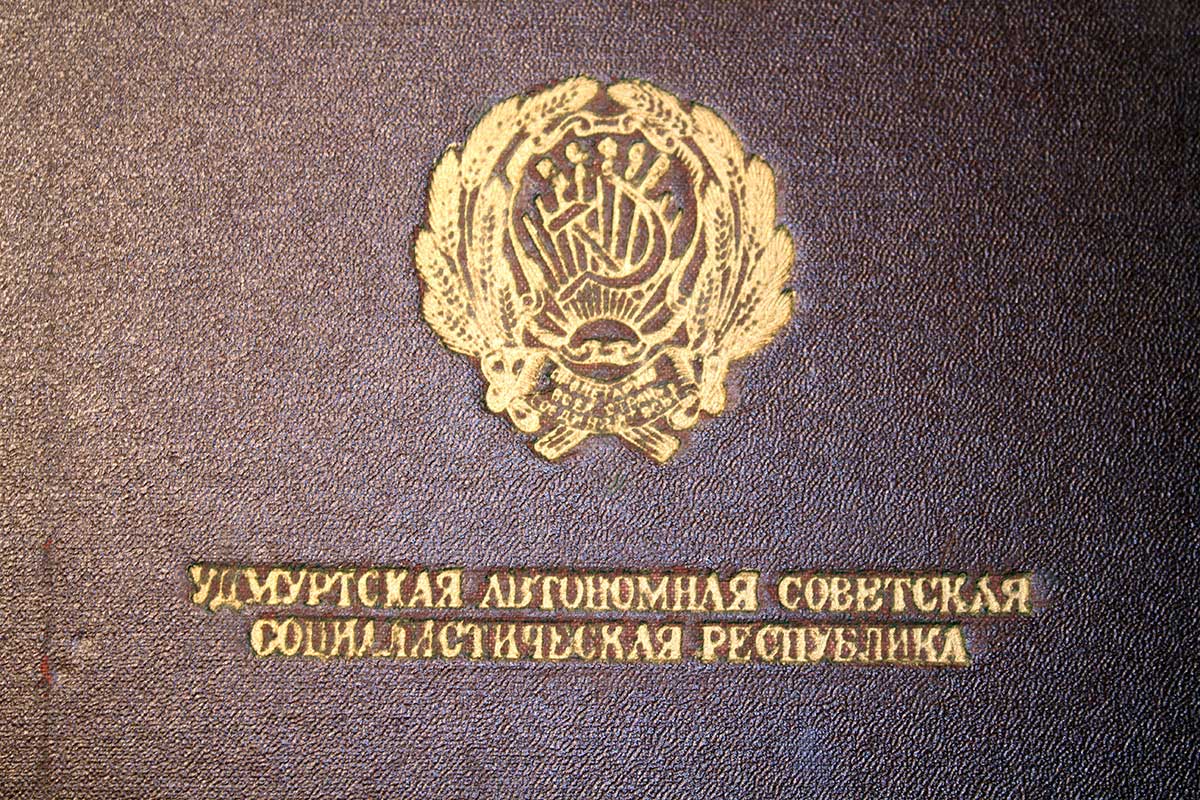 УДМУРТСКАЯ АВТОНОМНАЯ СОВЕТСКАЯ
СОЦИАЛИСТИЧЕСКАЯ РЕСПУБЛИКА